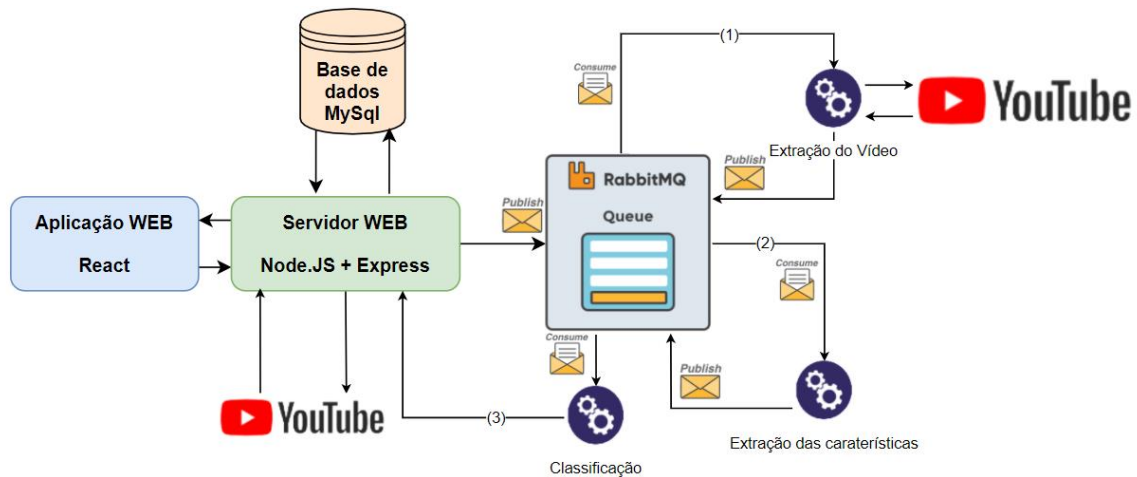 Base de
dados
MySql
Aplicação WEB
React
Servidor WEB
Node.JS + Express
YouTube
Publish
RabbitMQ
Queue
Consume
(1)
Extração do Vídeo
YouTube
Publish
(2)
Consume
Extração das caraterísticas
Publish
Consume
Classificação
(3)